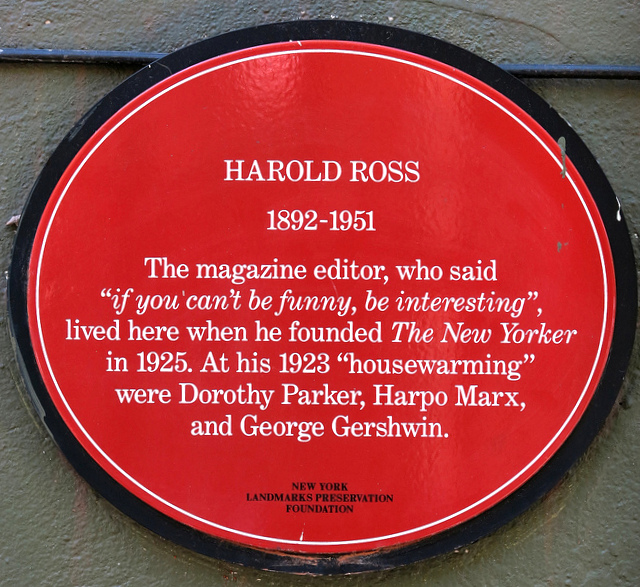 HAROLD ROSS
1892-1951
The magazine editor, who said
"if you can't be funny, be interesting",
lived here when he founded The New Yorker
in 1925. At his 1923 "housewarming"
were Dorothy Parker, Harpo Marx,
and George Gershwin.
NEW YORK
LANDMARKS PRESERVATION
FOUNDATION